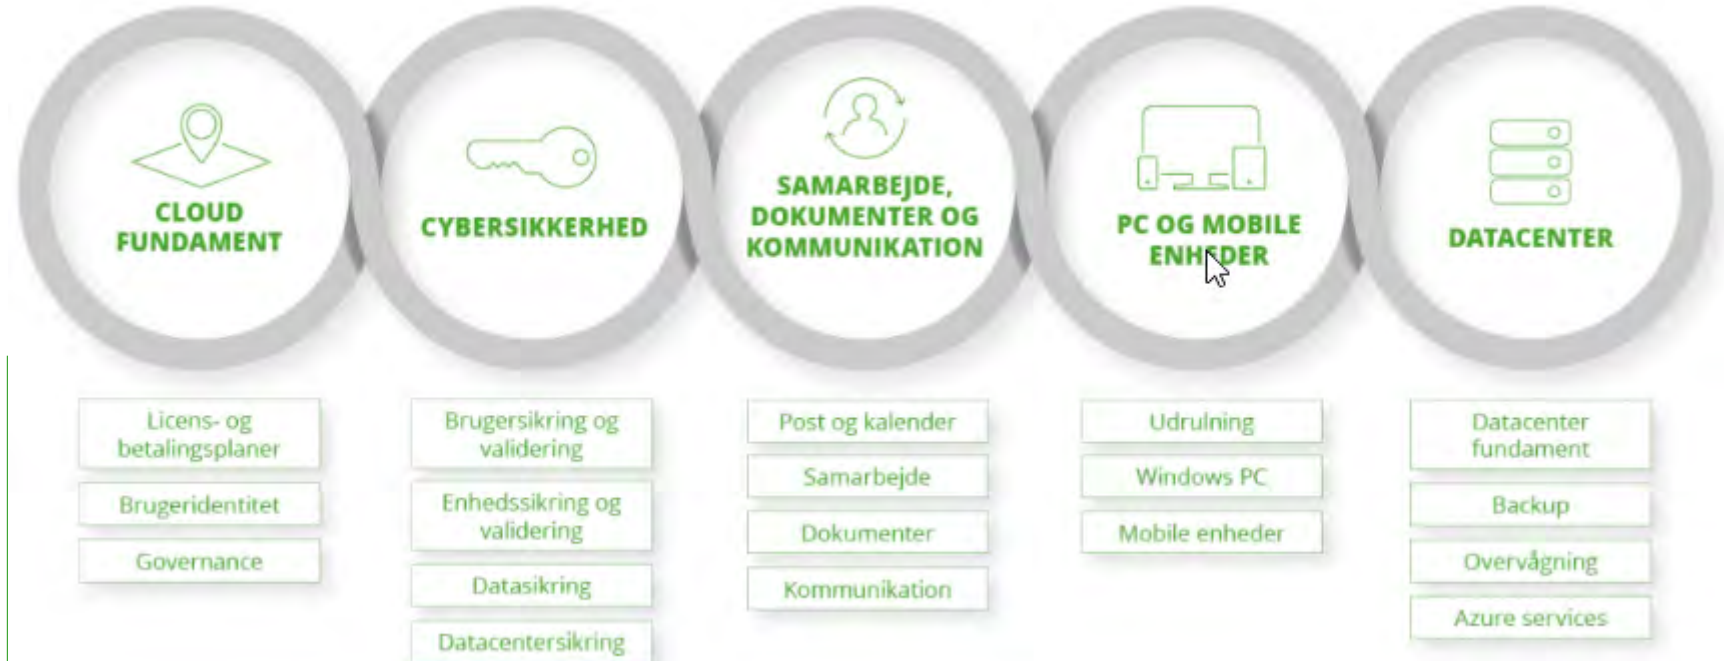 CLOUD
FUNDAMENT
CYBERSIKKERHED
SAMARBEJDE,
DOKUMENTER OG
KOMMUNIKATION
PC OG MOBILE
ENHEDER
DATACENTER
Licens- og
betalingsplaner
Brugeridentitet
Governance
Brugersikring og
validering
Enhedssikring og
validering
Datasikring
Datacentersikring
Post og kalender
Samarbejde
Dokumenter
Kommunikation
Udrulning
Windows PC
Mobile enheder
Datacenter
fundament
Backup
Overvågning
Azure services